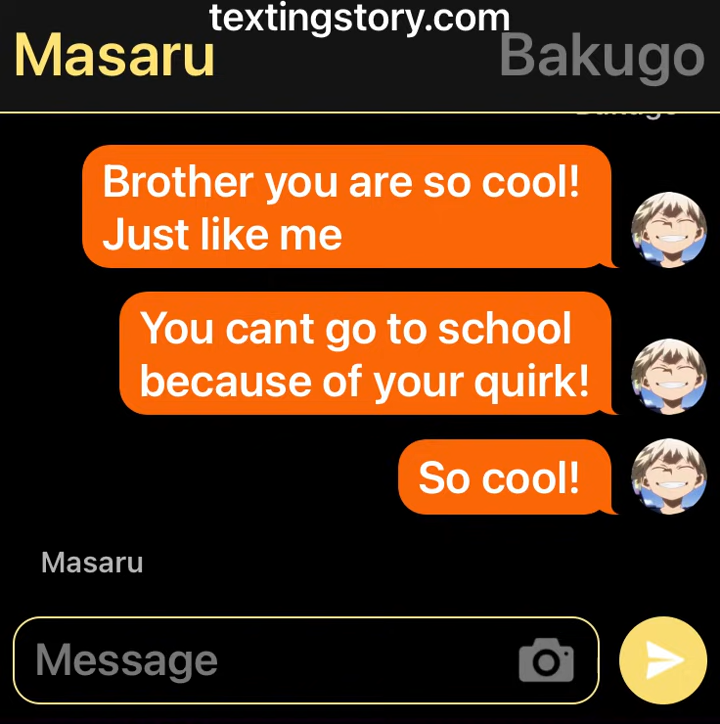 textingstory.com
Masaru
Bakugo
Brother you are so cool!
Just like me
You cant go to school
because of your quirk!
So cool!
Masaru
Message